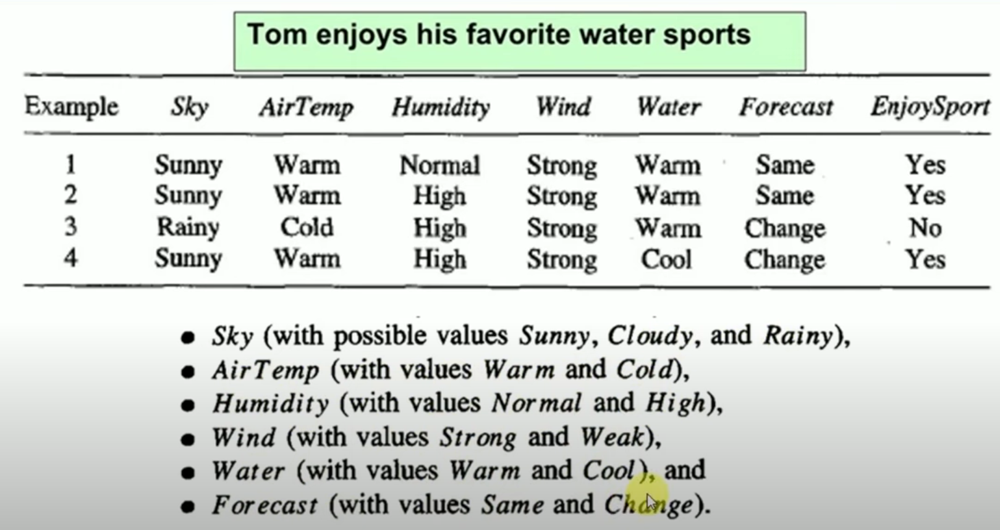 Tom enjoys his favorite water sports
Example Sky AirTemp Humidity Wind Water Forecast EnjoySport
1 Sunny Warm Normal Strong Warm Same Yes
2 Sunny Warm High Strong Warm Same Yes
3 Rainy Cold High Strong Warm Change No
4 Sunny Warm High Strong Cool Change Yes
• Sky (with possible values Sunny, Cloudy, and Rainy),
• AirTemp (with values Warm and Cold),
• Humidity (with values Normal and High),
• Wind (with values Strong and Weak),
• Water (with values Warm and Cool), and
• Forecast (with values Same and Change).